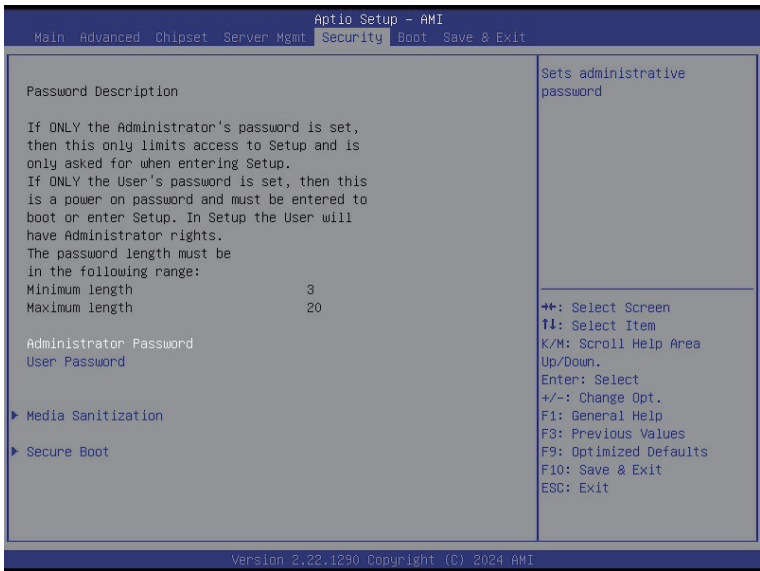 Aptio Setup – AMI
Main Advanced Chipset Server Mgmt Security Boot Save & Exit
Password Description
If ONLY the Administrator's password is set,
then this only limits access to Setup and is
only asked for when entering Setup.
If ONLY the User's password is set, then this
is a power on password and must be entered to
boot or enter Setup. In Setup the User will
have Administrator rights.
The password length must be
in the following range:
Minimum length 3
Maximum length 20
Administrator Password
User Password
Media Sanitization
Secure Boot
Sets administrative
password
→←: Select Screen
↑↓: Select Item
K/M: Scroll Help Area
Up/Down.
Enter: Select
+/-: Change Opt.
F1: General Help
F3: Previous Values
F9: Optimized Defaults
F10: Save & Exit
ESC: Exit
Version 2.22.1290 Copyright (C) 2024 AMI